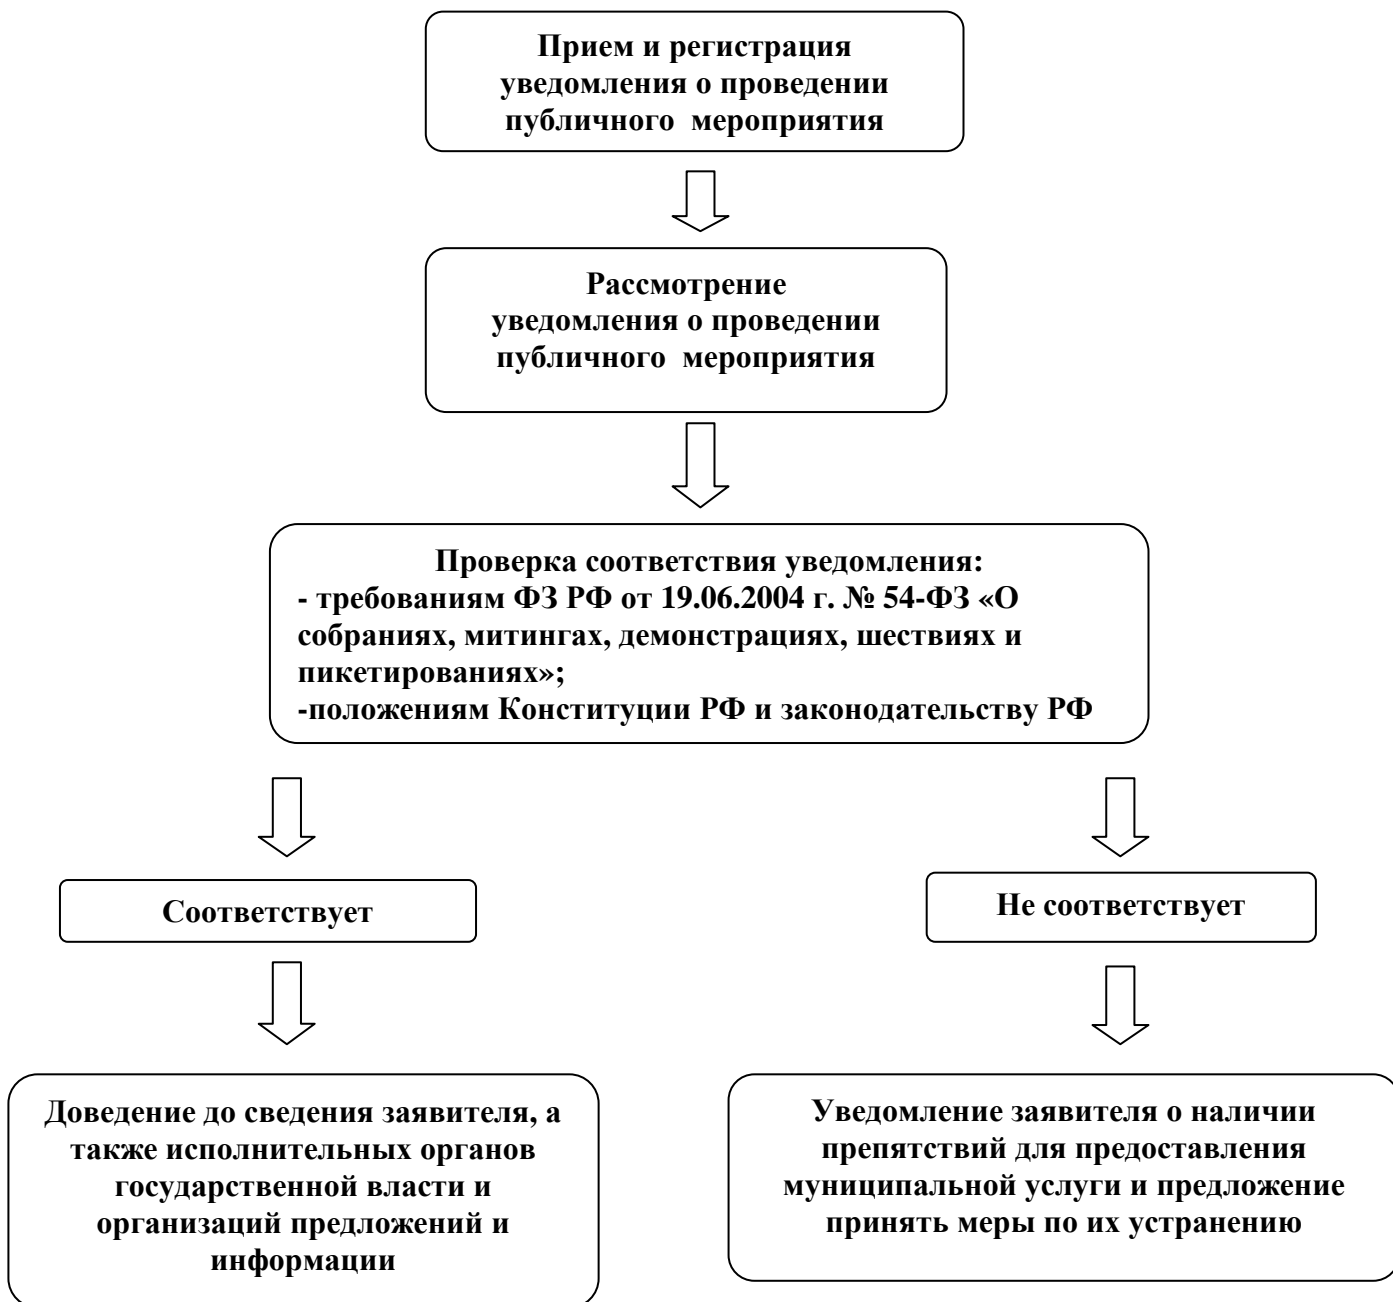 Прием и регистрация
уведомления о проведении
публичного мероприятия
Рассмотрение
уведомления о проведении
публичного мероприятия
Проверка соответствия уведомления:
- требованиям ФЗ РФ от 19.06.2004 г. № 54-ФЗ «О
собраниях, митингах, демонстрациях, шествиях и
пикетированиях»;
-положениям Конституции РФ и законодательству РФ
Соответствует
Не соответствует
Доведение до сведения заявителя, а
также исполнительных органов
государственной власти и
организаций предложений и
информации
Уведомление заявителя о наличии
препятствий для предоставления
муниципальной услуги и предложение
принять меры по их устранению